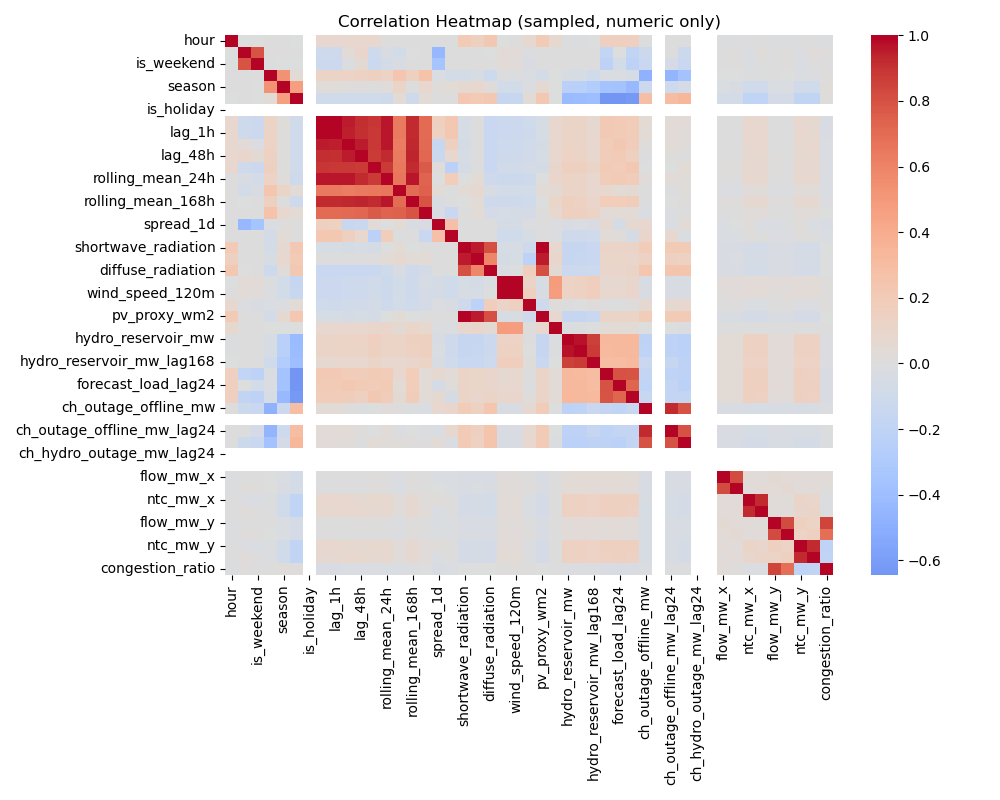 Correlation Heatmap (sampled, numeric only)
hour
is_weekend
season
is_holiday
lag_1h
lag_48h
rolling_mean_24h
rolling_mean_168h
spread_1d
shortwave_radiation
diffuse_radiation
wind_speed_120m
pv_proxy_wm2
hydro_reservoir_mw
hydro_reservoir_mw_lag168
forecast_load_lag24
ch_outage_offline_mw
ch_outage_offline_mw_lag24
ch_hydro_outage_mw_lag24
flow_mw_x
ntc_mw_x
flow_mw_y
ntc_mw_y
congestion_ratio
hour
is_weekend
season
is_holiday
lag_1h
lag_48h
rolling_mean_24h
rolling_mean_168h
spread_1d
shortwave_radiation
diffuse_radiation
wind_speed_120m
pv_proxy_wm2
hydro_reservoir_mw
hydro_reservoir_mw_lag168
forecast_load_lag24
ch_outage_offline_mw
ch_outage_offline_mw_lag24
ch_hydro_outage_mw_lag24
flow_mw_x
ntc_mw_x
flow_mw_y
ntc_mw_y
congestion_ratio
1.0
0.8
0.6
0.4
0.2
0.0
−0.2
−0.4
−0.6